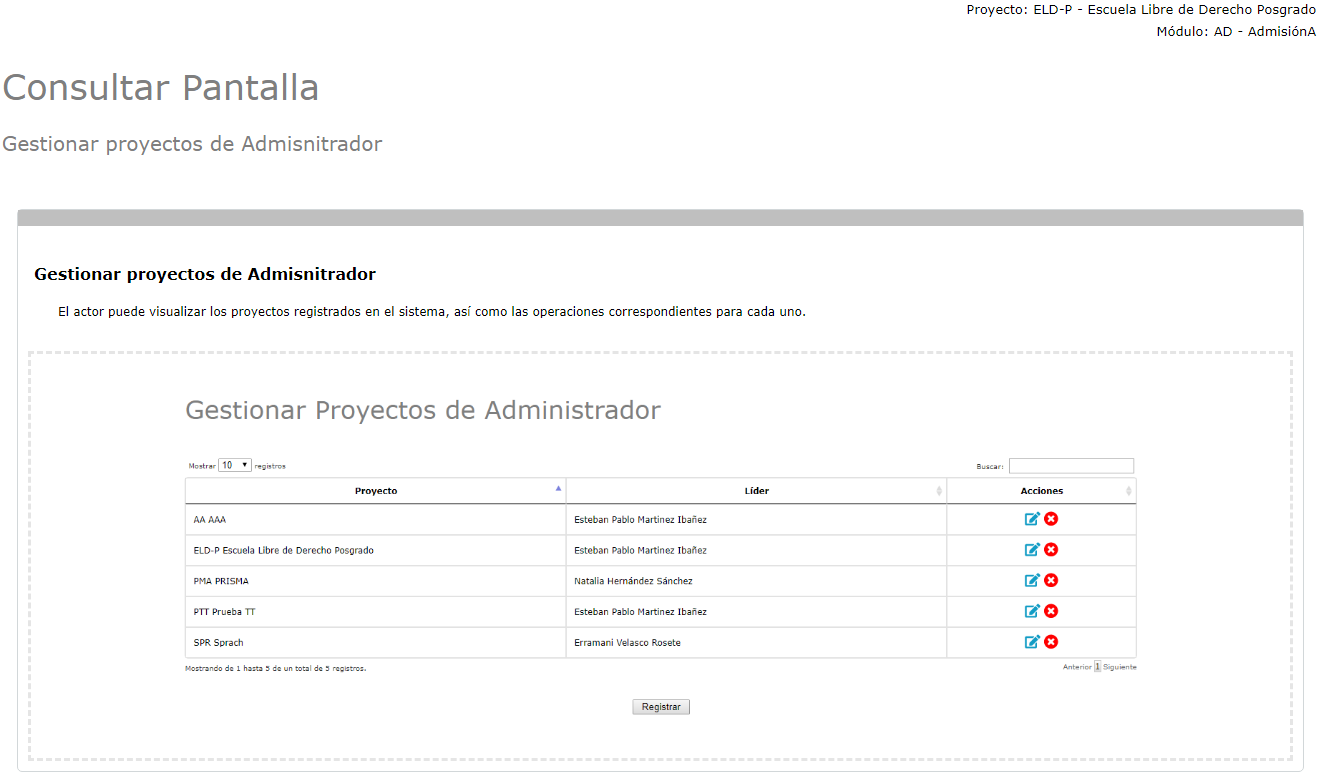 Proyecto: ELD-P - Escuela Libre de Derecho Posgrado
Módulo: AD - AdmisiónA
Consultar Pantalla
Gestionar proyectos de Admisnitrador
Gestionar proyectos de Admisnitrador
El actor puede visualizar los proyectos registrados en el sistema, así como las operaciones correspondientes para cada uno.
Gestionar Proyectos de Administrador
Mostrar 10 registros Buscar:
Proyecto Líder Acciones
AA AAA Esteban Pablo Martinez Ibañez
ELD-P Escuela Libre de Derecho Posgrado Esteban Pablo Martinez Ibañez
PMA PRISMA Natalia Hernández Sánchez
PTT Prueba TT Esteban Pablo Martinez Ibañez
SPR Sprach Erramani Velasco Rosete
Mostrando de 1 hasta 5 de un total de 5 registros. Anterior 1 Siguiente
Registrar